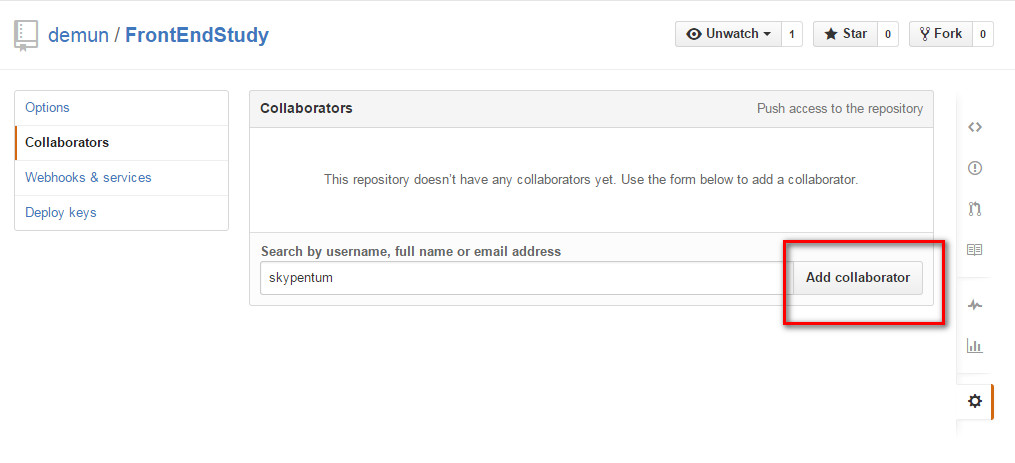 demun / FrontEndStudy
Unwatch 1
Star 0
Fork 0
Options
Collaborators
Webhooks & services
Deploy keys
Collaborators Push access to the repository
This repository doesn't have any collaborators yet. Use the form below to add a collaborator.
Search by username, full name or email address
skypentum Add collaborator